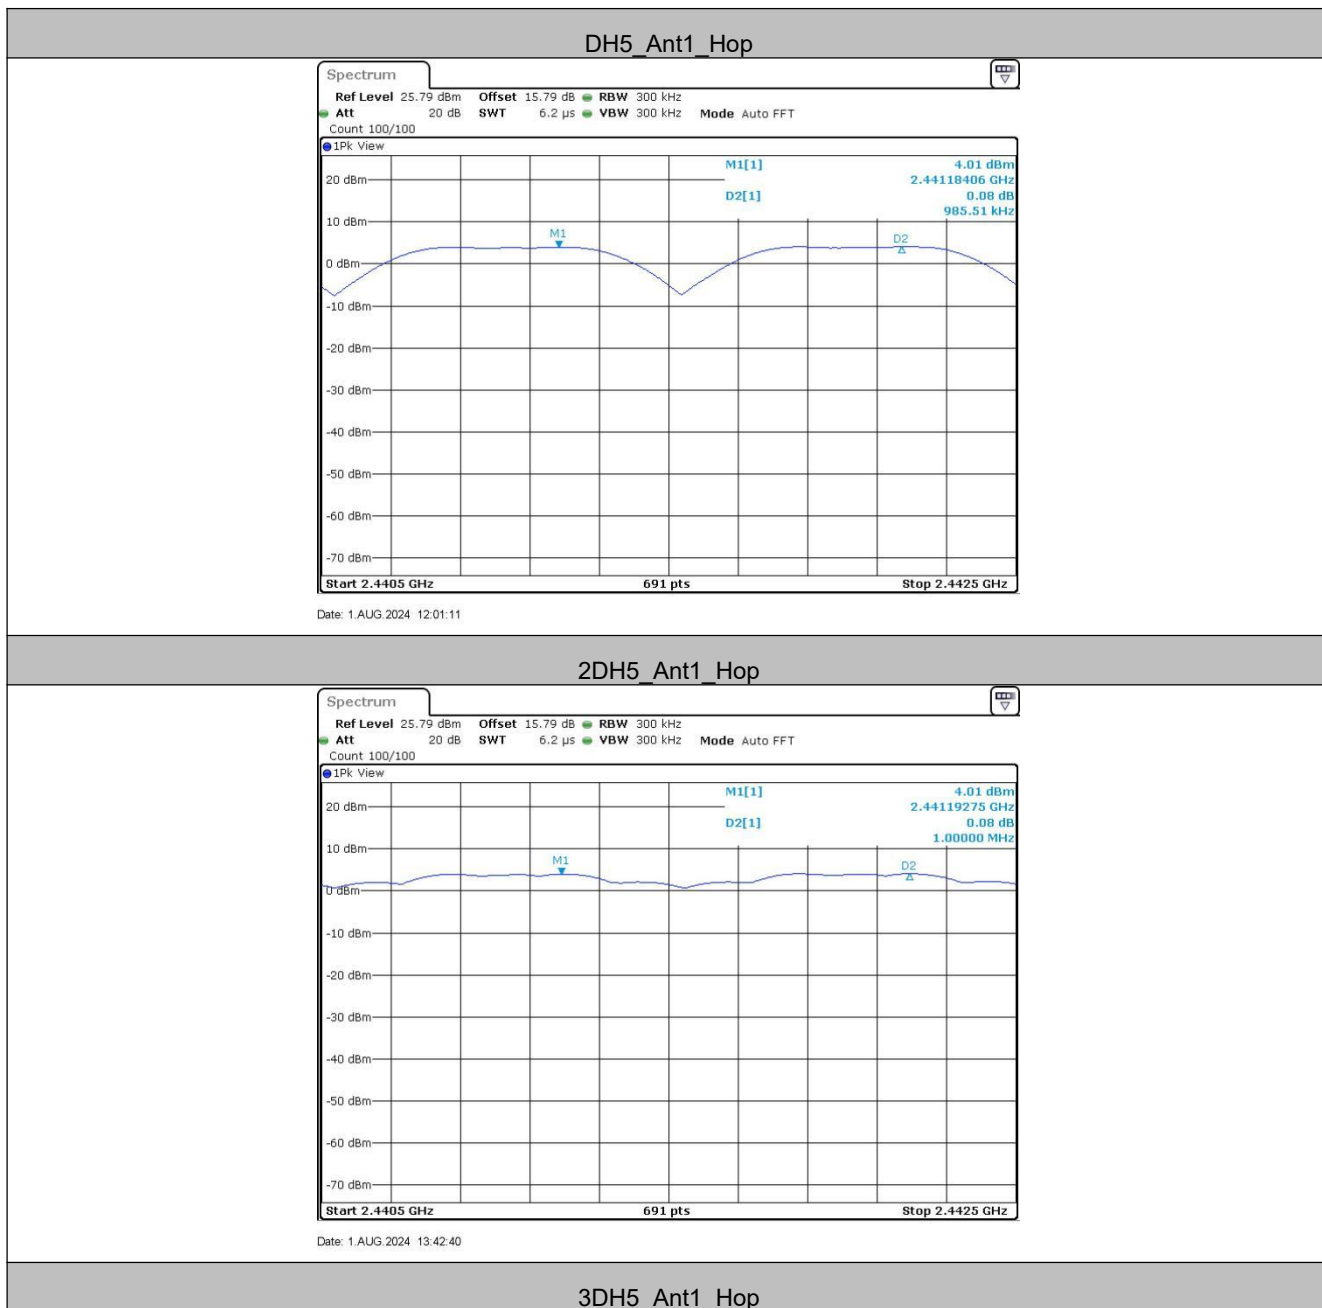 DH5_Ant1_Hop
Spectrum
Ref Level 25.79 dBm Offset 15.79 dB RBW 300 kHz
Att 20 dB SWT 6.2 µs VBW 300 kHz Mode Auto FFT
Count 100/100
1Pk View
M1[1] 4.01 dBm
2.44118406 GHz
D2[1] 0.08 dB
985.51 kHz
20 dBm
10 dBm
M1
D2
0 dBm
-10 dBm
-20 dBm
-30 dBm
-40 dBm
-50 dBm
-60 dBm
-70 dBm
Start 2.4405 GHz 691 pts Stop 2.4425 GHz
Date: 1.AUG.2024 12:01:11
2DH5_Ant1_Hop
Spectrum
Ref Level 25.79 dBm Offset 15.79 dB RBW 300 kHz
Att 20 dB SWT 6.2 µs VBW 300 kHz Mode Auto FFT
Count 100/100
1Pk View
M1[1] 4.01 dBm
2.44119275 GHz
D2[1] 0.08 dB
1.00000 MHz
20 dBm
10 dBm
M1
D2
0 dBm
-10 dBm
-20 dBm
-30 dBm
-40 dBm
-50 dBm
-60 dBm
-70 dBm
Start 2.4405 GHz 691 pts Stop 2.4425 GHz
Date: 1.AUG.2024 13:42:40
3DH5_Ant1_Hop